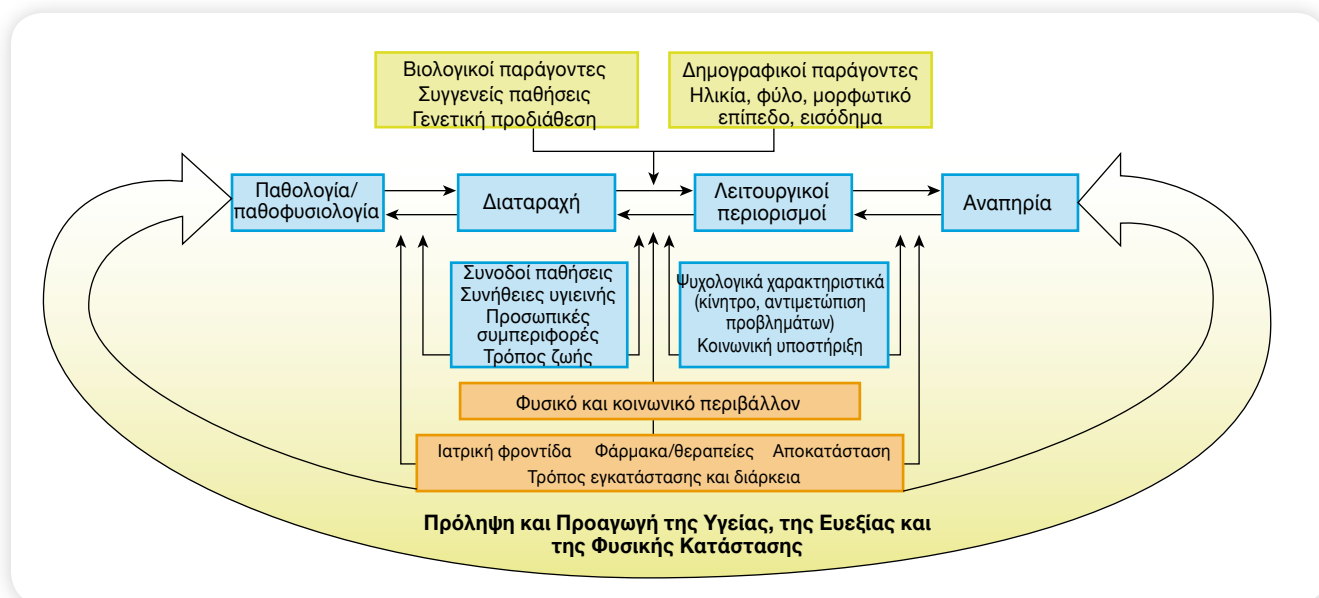 Βιολογικοί παράγοντες
Συγγενείς παθήσεις
Γενετική προδιάθεση
Δημογραφικοί παράγοντες
Ηλικία, φύλο, μορφωτικό
επίπεδο, εισόδημα
Παθολογία/
παθοφυσιολογία
Διαταραχή
Λειτουργικοί
περιορισμοί
Αναπηρία
Συνοδοί παθήσεις
Συνήθειες υγιεινής
Προσωπικές
συμπεριφορές
Τρόπος ζωής
Ψυχολογικά χαρακτηριστικά
(κίνητρο, αντιμετώπιση
προβλημάτων)
Κοινωνική υποστήριξη
Φυσικό και κοινωνικό περιβάλλον
Ιατρική φροντίδα Φάρμακα/θεραπείες Αποκατάσταση
Τρόπος εγκατάστασης και διάρκεια
Πρόληψη και Προαγωγή της Υγείας, της Ευεξίας και
της Φυσικής Κατάστασης